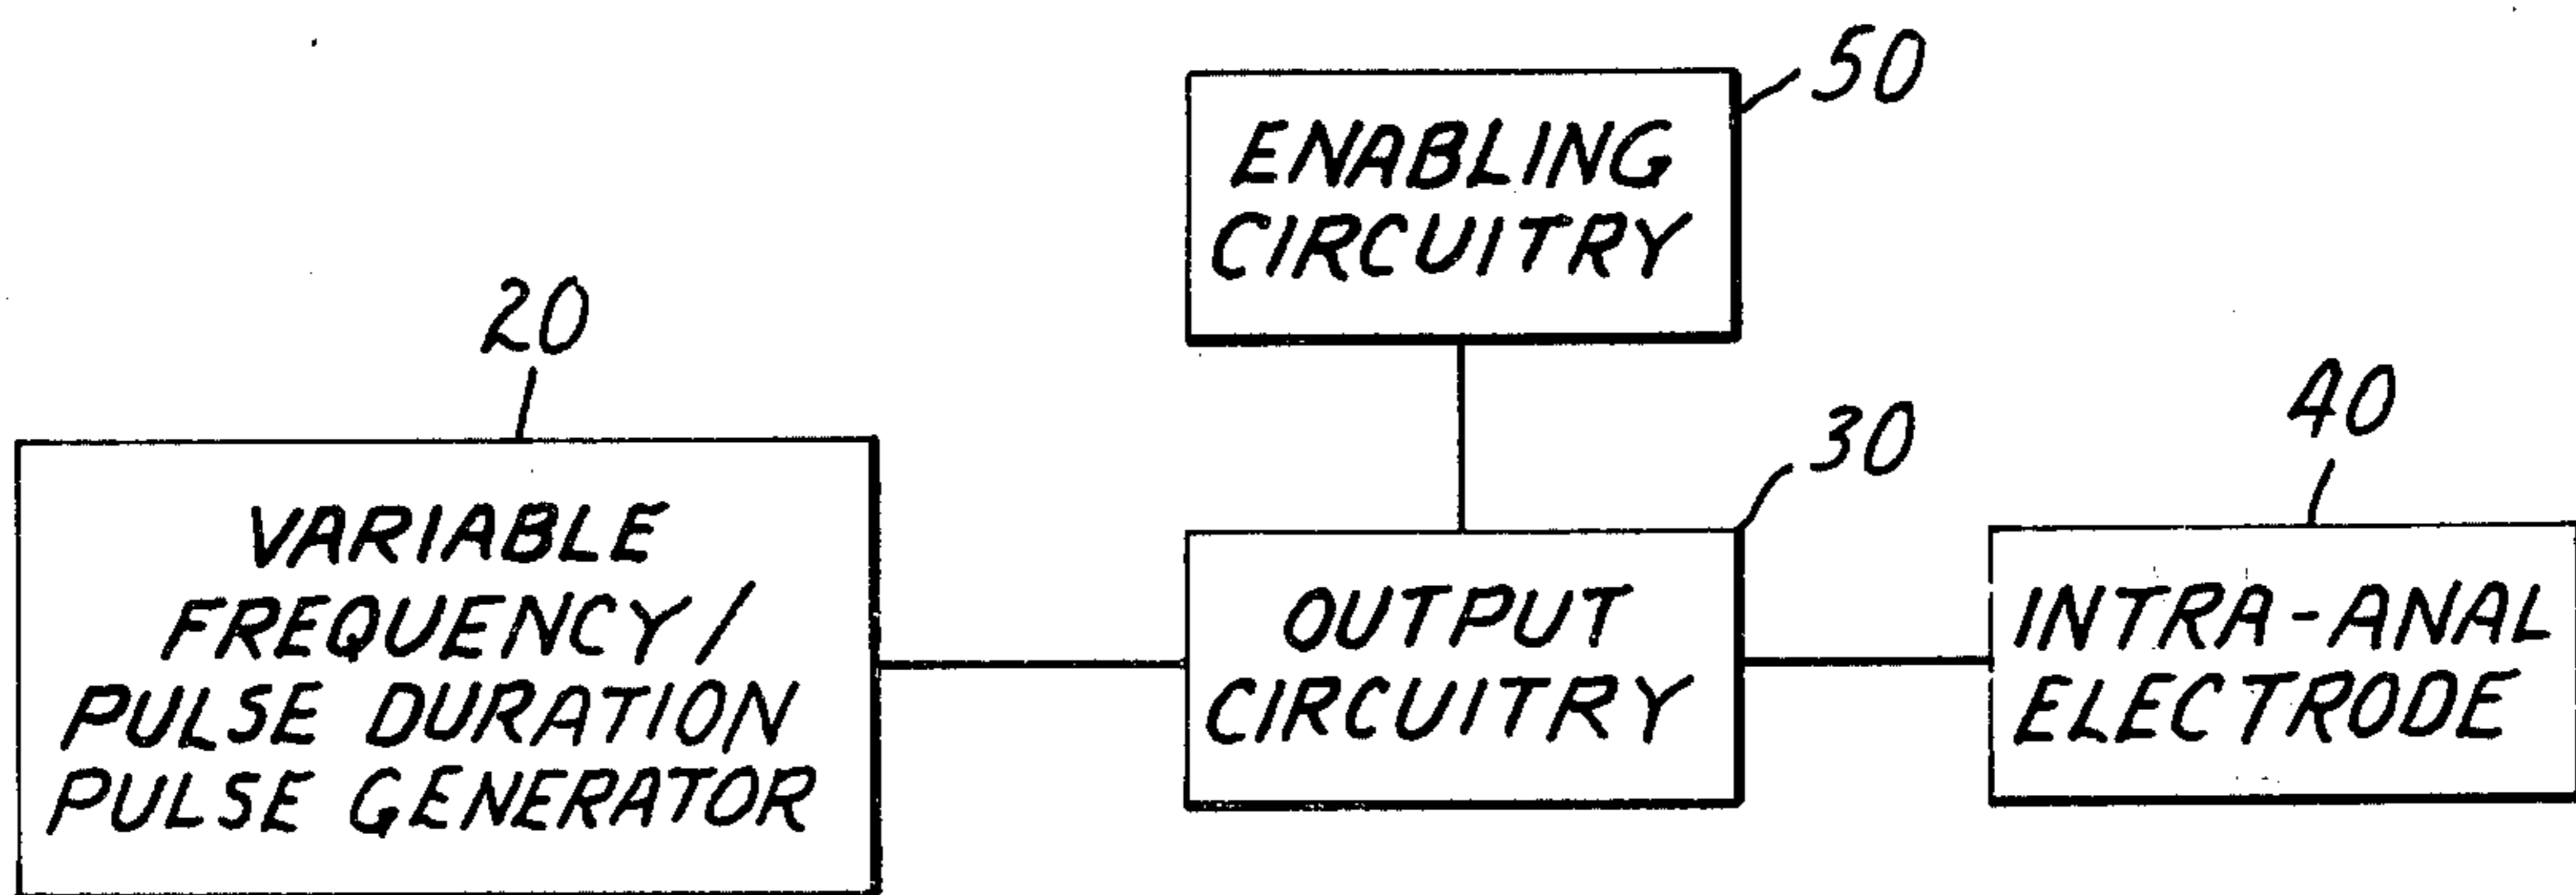 50
ENABLING
CIRCUITRY
20
30
40
VARIABLE
FREQUENCY/
PULSE DURATION
PULSE GENERATOR
OUTPUT
CIRCUITRY
INTRA-ANAL
ELECTRODE